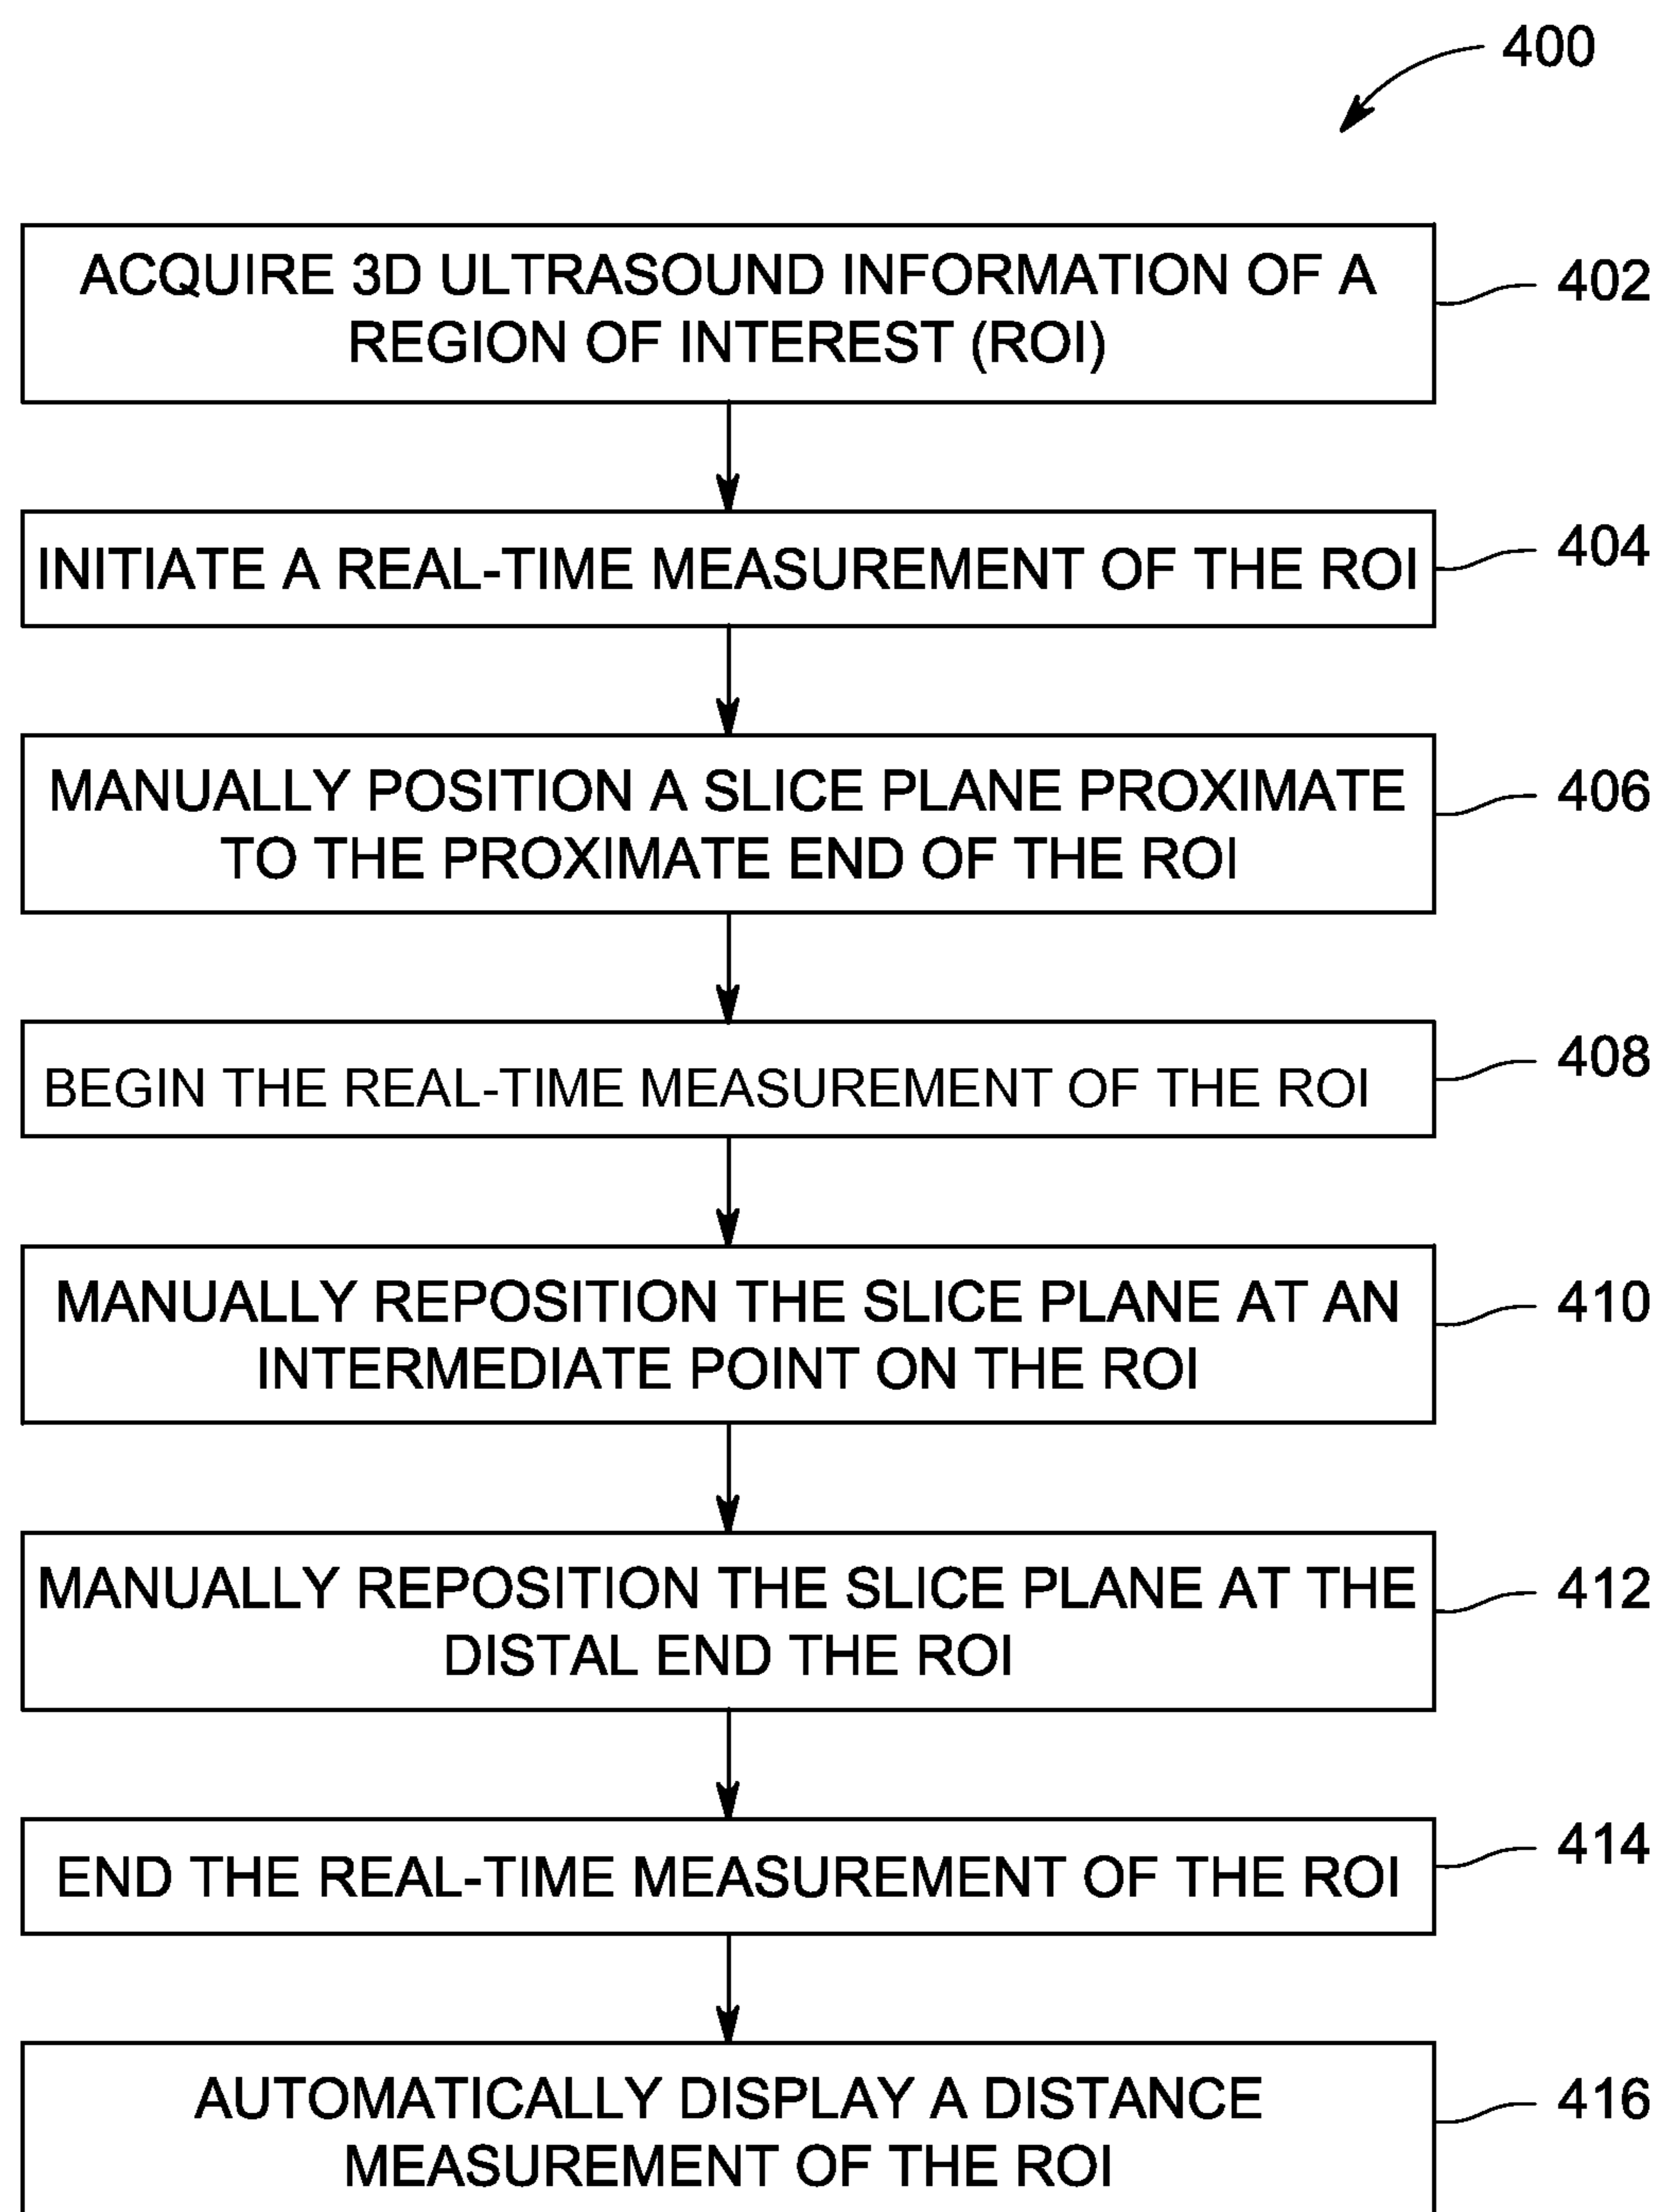 400
ACQUIRE 3D ULTRASOUND INFORMATION OF A
REGION OF INTEREST (ROI)
402
INITIATE A REAL-TIME MEASUREMENT OF THE ROI
404
MANUALLY POSITION A SLICE PLANE PROXIMATE
TO THE PROXIMATE END OF THE ROI
406
BEGIN THE REAL-TIME MEASUREMENT OF THE ROI
408
MANUALLY REPOSITION THE SLICE PLANE AT AN
INTERMEDIATE POINT ON THE ROI
410
MANUALLY REPOSITION THE SLICE PLANE AT THE
DISTAL END THE ROI
412
END THE REAL-TIME MEASUREMENT OF THE ROI
414
AUTOMATICALLY DISPLAY A DISTANCE
MEASUREMENT OF THE ROI
416